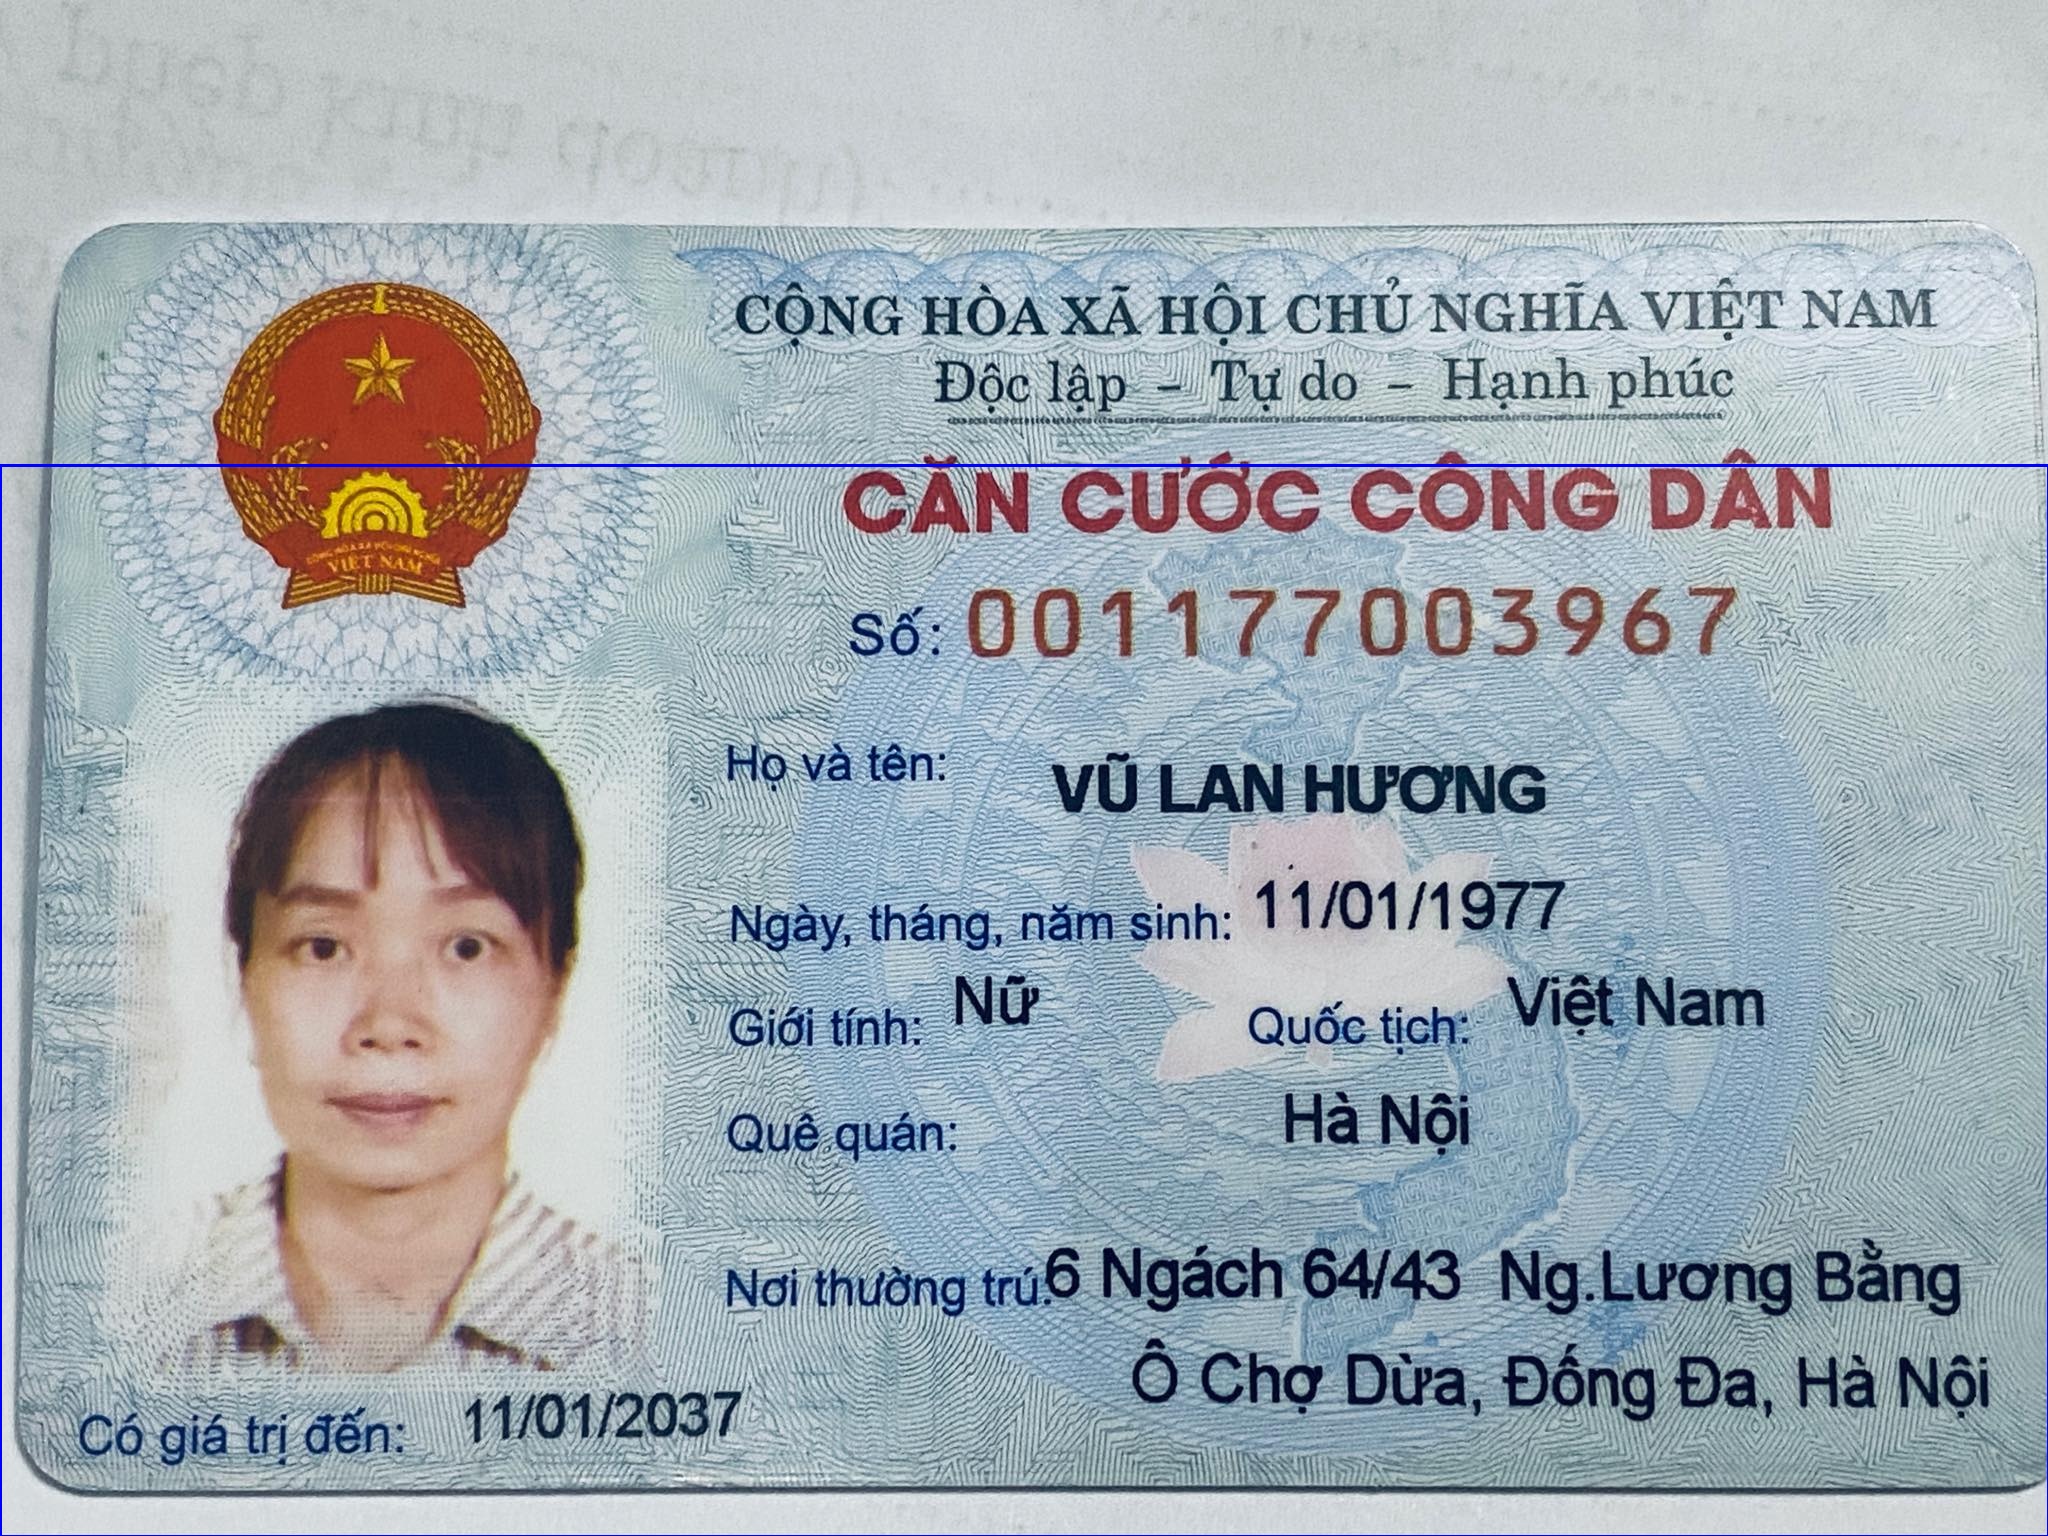 CỘNG HÒA XÃ HỘI CHỦ NGHĨA VIỆT NAM
Độc lập – Tự do – Hạnh phúc
CĂN CƯỚC CÔNG DÂN
Số: 001177003967
Họ và tên: VŨ LAN HƯƠNG
Ngày, tháng, năm sinh: 11/01/1977
Giới tính: Nữ Quốc tịch: Việt Nam
Quê quán: Hà Nội
Nơi thường trú: 6 Ngách 64/43 Ng.Lương Bằng
Ô Chợ Dừa, Đống Đa, Hà Nội
Có giá trị đến: 11/01/2037
VIỆT NAM